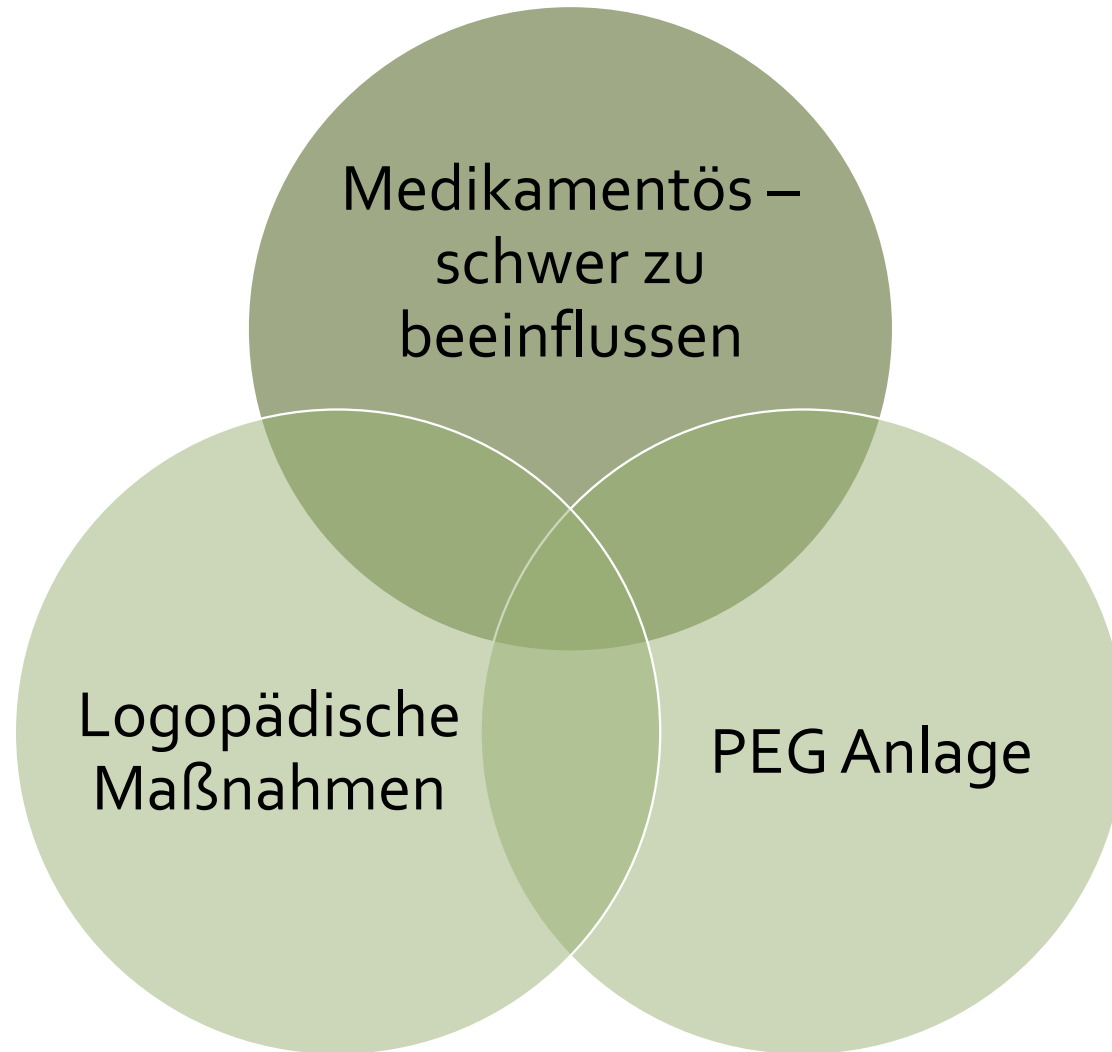 Medikamentös –
schwer zu
beeinflussen
Logopädische
Maßnahmen
PEG Anlage